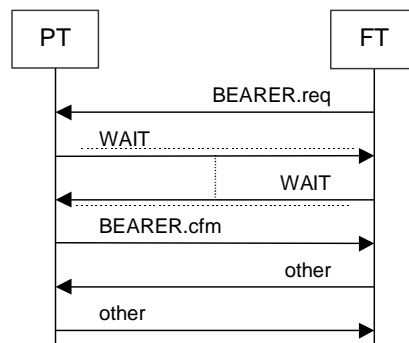 PT
FT
BEARER.req
WAIT
WAIT
BEARER.cfm
other
other